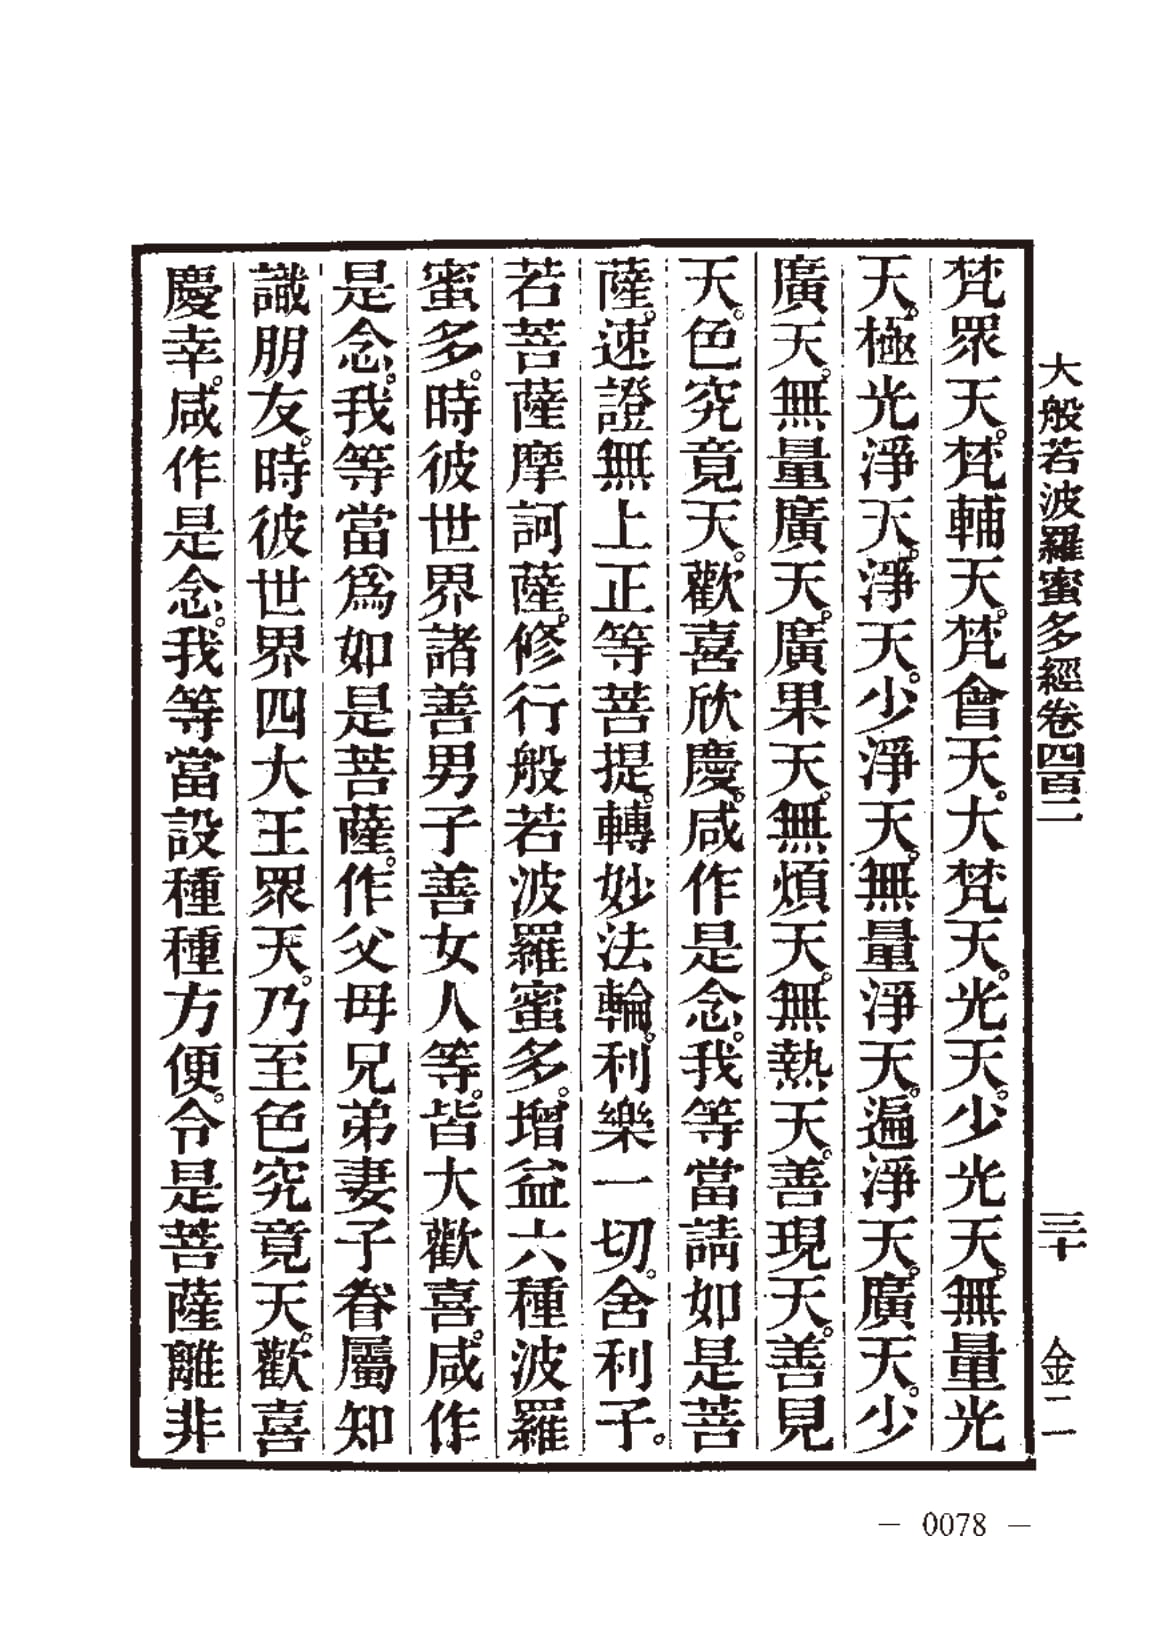 大般若波羅蜜多經卷四百二 三十 金二
梵眾天。梵輔天。梵會天。大梵天。光天。少光天。無量光
天。極光淨天。淨天。少淨天。無量淨天。遍淨天。廣天。少
廣天。無量廣天。廣果天。無煩天。無熱天。善現天。善見
天。色究竟天。歡喜欣慶。咸作是念。我等當請如是菩
薩。速證無上正等菩提。轉妙法輪。利樂一切。舍利子。
若菩薩摩訶薩。修行般若波羅蜜多。增益六種波羅
蜜多。時彼世界諸善男子善女人等。皆大歡喜。咸作
是念。我等當為如是菩薩。作父母兄弟妻子眷屬知
識朋友。時彼世界四大王眾天。乃至色究竟天。歡喜
慶幸。咸作是念。我等當設種種方便。令是菩薩離非
— 0078 —